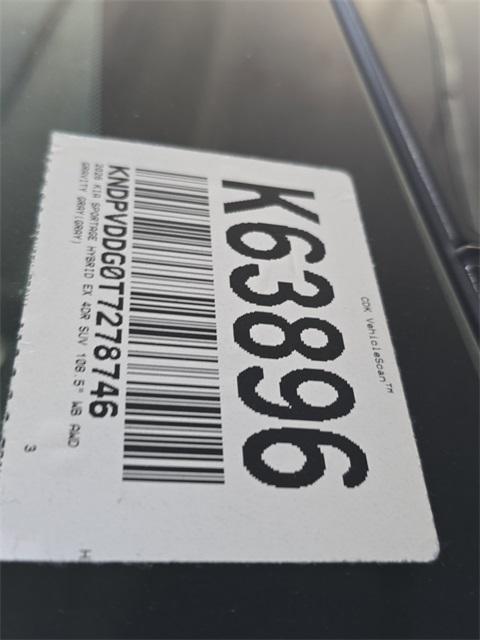 CDK VehicleScan™
K63896
KNDPVDDG0T7278746
2026 KIA SPORTAGE HYBRID EX 4DR SUV 108.5" WB AWD
GRAVITY GRAY(GRAY)
3